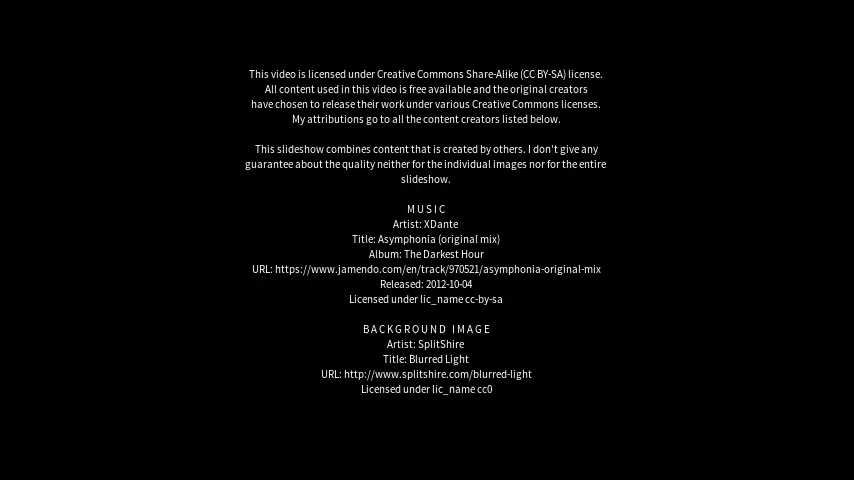 This video is licensed under Creative Commons Share-Alike (CC BY-SA) license.
All content used in this video is free available and the original creators
have chosen to release their work under various Creative Commons licenses.
My attributions go to all the content creators listed below.
This slideshow combines content that is created by others. I don't give any
guarantee about the quality neither for the individual images nor for the entire
slideshow.
MUSIC
Artist: XDante
Title: Asymphonia (original mix)
Album: The Darkest Hour
URL: https://www.jamendo.com/en/track/970521/asymphonia-original-mix
Released: 2012-10-04
Licensed under lic_name cc-by-sa
BACKGROUND IMAGE
Artist: SplitShire
Title: Blurred Light
URL: http://www.splitshire.com/blurred-light
Licensed under lic_name cc0